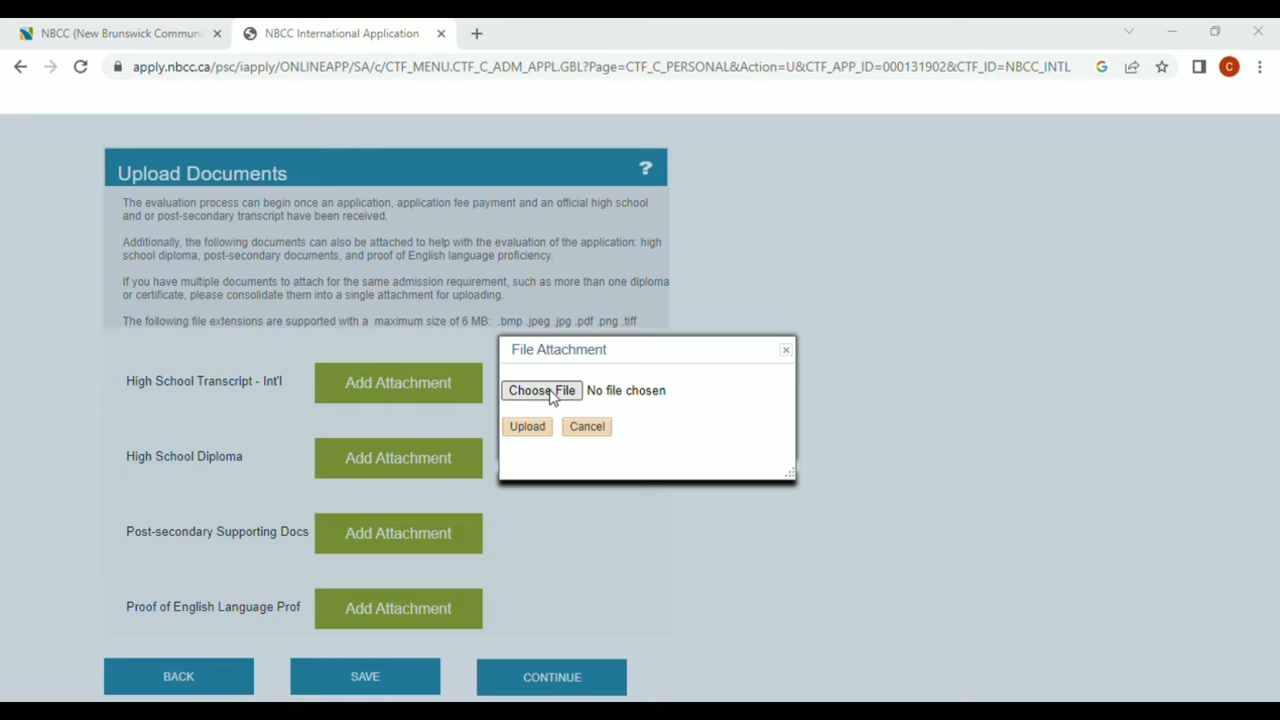 NBCC (New Brunswick Commun
NBCC International Application
apply.nbcc.ca/psc/iapply/ONLINEAPP/SA/c/CTF_MENU.CTF_C_ADM_APPL.GBL?Page=CTF_C_PERSONAL&Action=U&CTF_APP_ID=000131902&CTF_ID=NBCC_INTL
G
C
Upload Documents
?
The evaluation process can begin once an application, application fee payment and an official high school
and or post-secondary transcript have been received.
Additionally, the following documents can also be attached to help with the evaluation of the application: high
school diploma, post-secondary documents, and proof of English language proficiency.
If you have multiple documents to attach for the same admission requirement, such as more than one diploma
or certificate, please consolidate them into a single attachment for uploading.
The following file extensions are supported with a maximum size of 6 MB: .bmp .jpeg .jpg .pdf .png .tiff
File Attachment
Choose File No file chosen
Upload Cancel
High School Transcript - Int'l
Add Attachment
High School Diploma
Add Attachment
Post-secondary Supporting Docs
Add Attachment
Proof of English Language Prof
Add Attachment
BACK
SAVE
CONTINUE